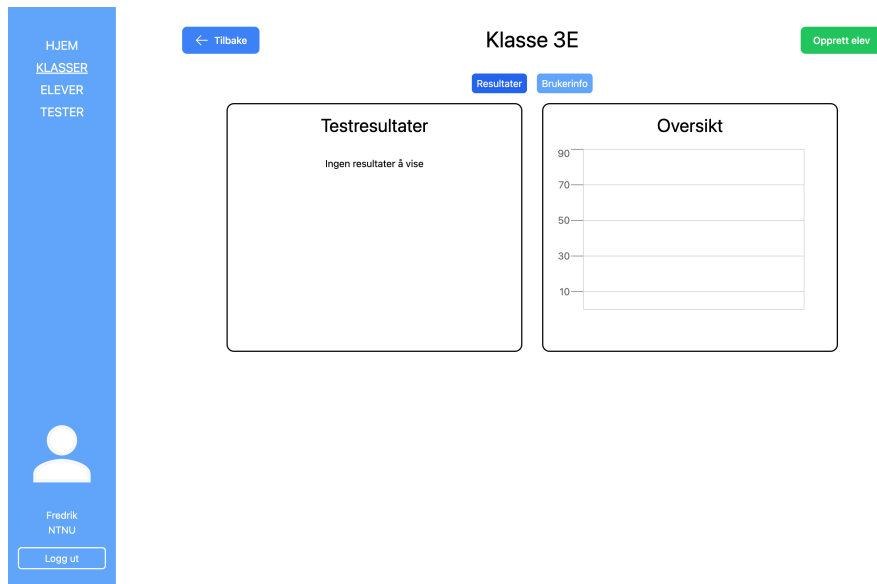 HJEM
KLASSER
ELEVER
TESTER
Fredrik
NTNU
Logg ut
Tilbake
Klasse 3E
Opprett elev
Resultater
Brukerinfo
Testresultater
Ingen resultater å vise
Oversikt
90
70
50
30
10